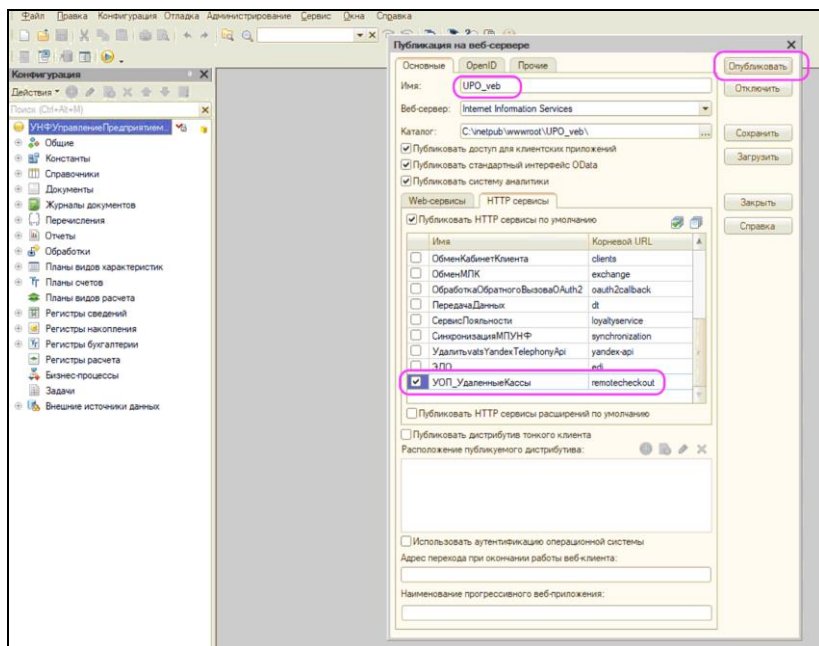 Файл Правка Конфигурация Отладка Администрирование Сервис Окна Справка
Публикация на веб-сервере
Основные OpenID Прочие
Опубликовать
Имя: UPO_veb
Отключить
Веб-сервер: Internet Information Services
Каталог: C:\inetpub\wwwroot\UPO_veb\
Сохранить
Публиковать доступ для клиентских приложений
Загрузить
Публиковать стандартный интерфейс OData
Публиковать систему аналитики
Web-сервисы HTTP сервисы
Закрыть
Публиковать HTTP сервисы по умолчанию
Справка
Имя Корневой URL
ОбменКабинетКлиента clients
ОбменМПК exchange
ОбработкаОбратногоВызоваOAuth2 oauth2callback
ПередачаДанных dt
СервисЛояльности loyaltyservice
СинхронизацияМПУНФ synchronization
УдалитьvatsYandexTelephonyApi yandex-api
ЭДО edi
УОП_УдаленныеКассы remotecheckout
Публиковать HTTP сервисы расширений по умолчанию
Публиковать дистрибутив тонкого клиента
Расположение публикуемого дистрибутива:
Использовать аутентификацию операционной системы
Адрес перехода при окончании работы веб-клиента:
Наименование прогрессивного веб-приложения:
Конфигурация
Действия
Поиск (Ctrl+Alt+M)
УНФУправлениеПредприятием...
Общие
Константы
Справочники
Документы
Журналы документов
Перечисления
Отчеты
Обработки
Планы видов характеристик
Планы счетов
Планы видов расчета
Регистры сведений
Регистры накопления
Регистры бухгалтерии
Регистры расчета
Бизнес-процессы
Задачи
Внешние источники данных